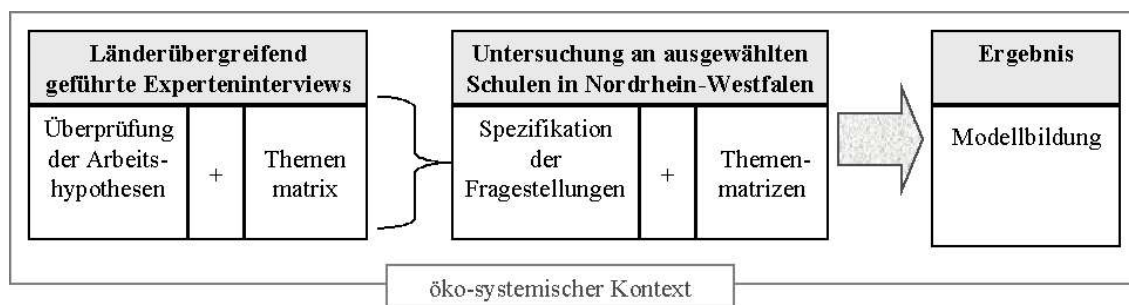 Länderübergreifend
geführte Experteninterviews
Überprüfung
der Arbeits-
hypothesen
+
Themen
matrix
Untersuchung an ausgewählten
Schulen in Nordrhein-Westfalen
Spezifikation
der
Fragestellungen
+
Themen-
matrizen
Ergebnis
Modellbildung
öko-systemischer Kontext